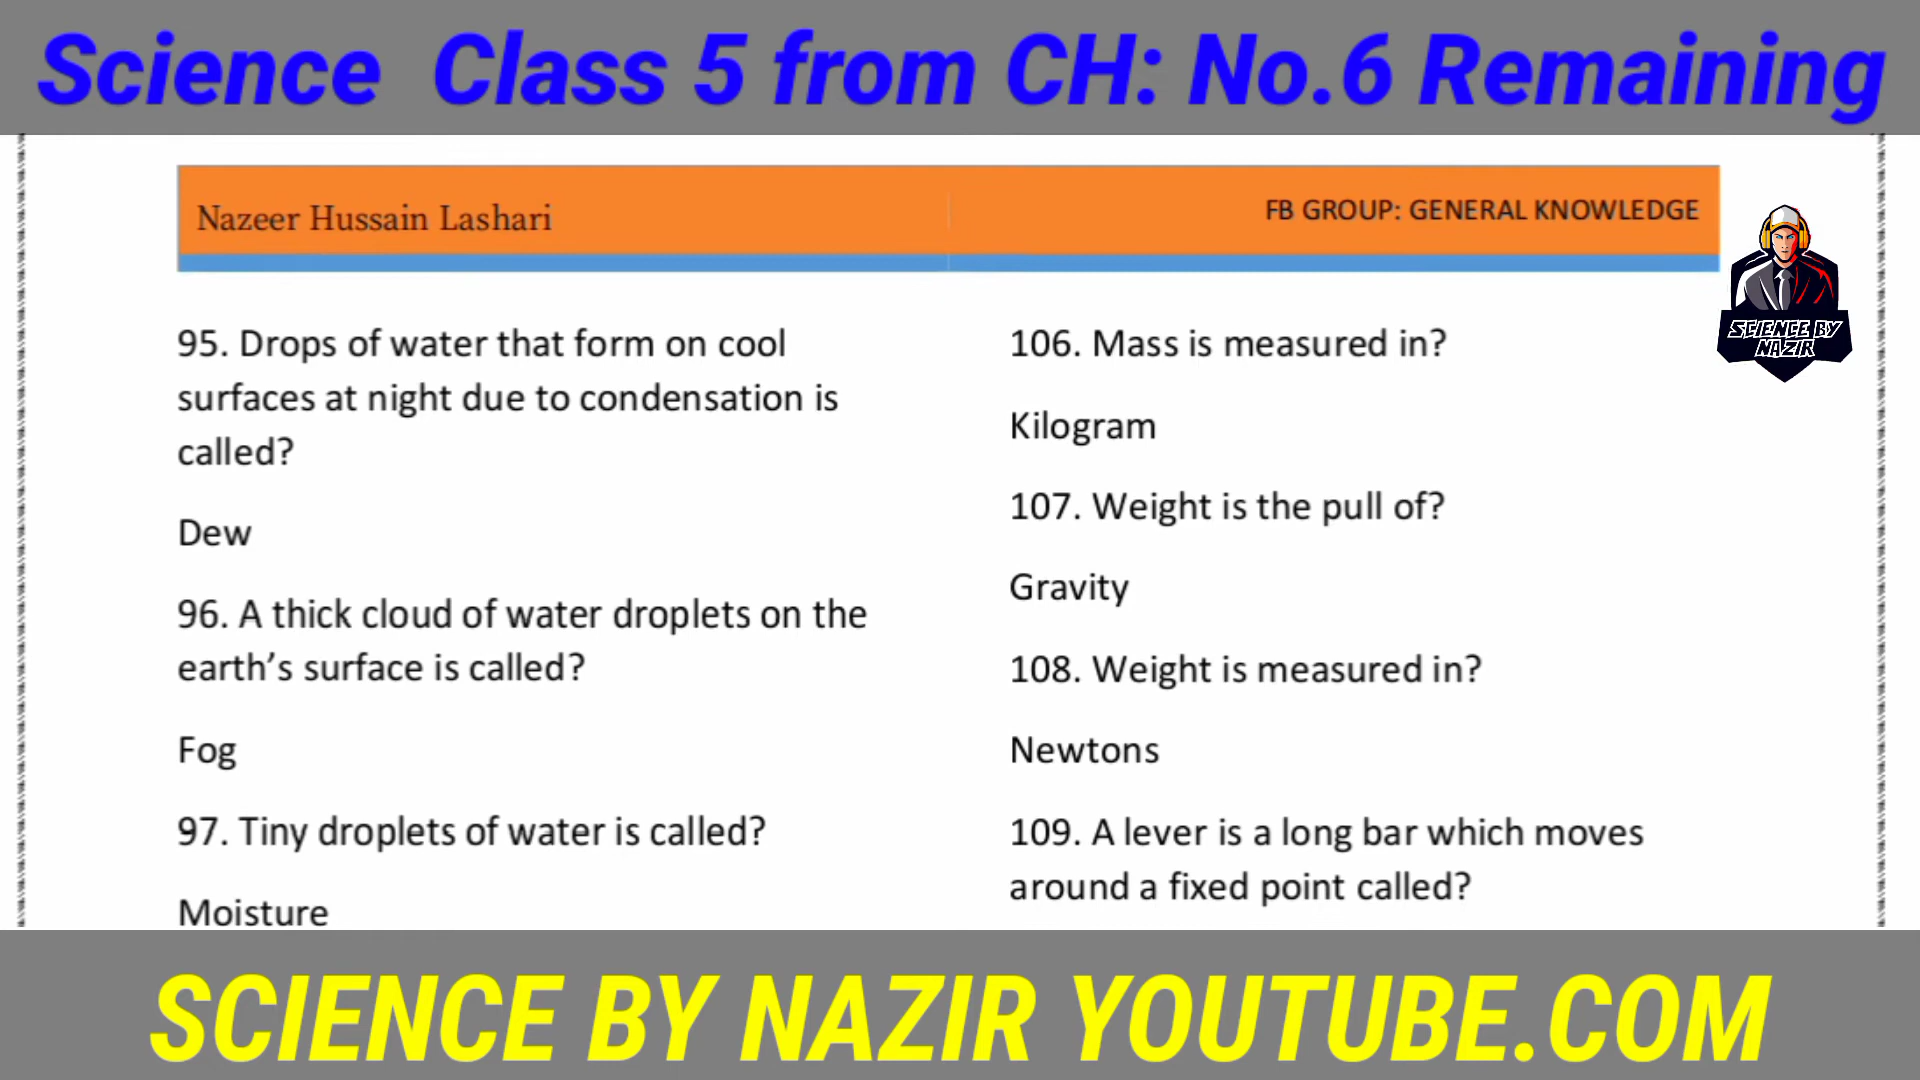 Science Class 5 from CH: No.6 Remaining
Nazeer Hussain Lashari
FB GROUP: GENERAL KNOWLEDGE
SCIENCE BY
NAZIR
95. Drops of water that form on cool
surfaces at night due to condensation is
called?
Dew
96. A thick cloud of water droplets on the
earth’s surface is called?
Fog
97. Tiny droplets of water is called?
Moisture
106. Mass is measured in?
Kilogram
107. Weight is the pull of?
Gravity
108. Weight is measured in?
Newtons
109. A lever is a long bar which moves
around a fixed point called?
SCIENCE BY NAZIR YOUTUBE.COM